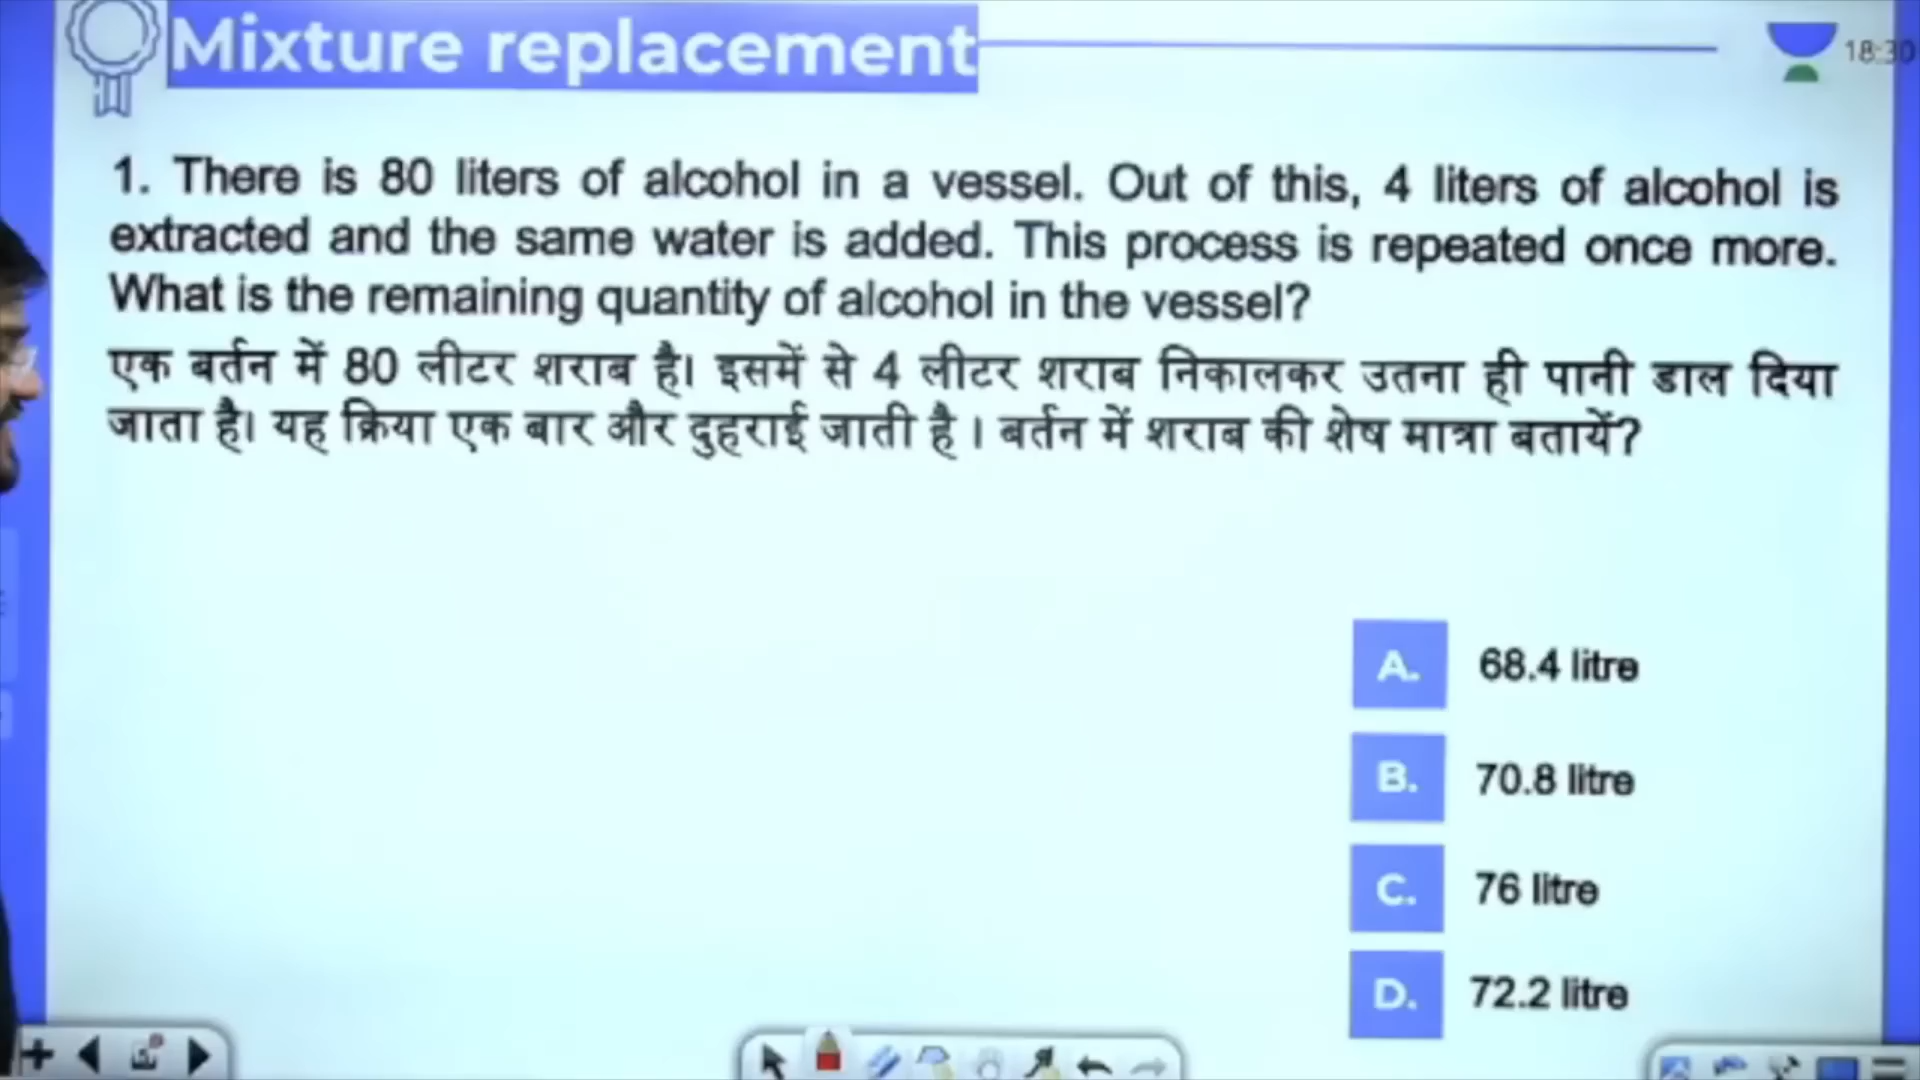 Mixture replacement
18:30
1. There is 80 liters of alcohol in a vessel. Out of this, 4 liters of alcohol is
extracted and the same water is added. This process is repeated once more.
What is the remaining quantity of alcohol in the vessel?
एक बर्तन में 80 लीटर शराब है। इसमें से 4 लीटर शराब निकालकर उतना ही पानी डाल दिया
जाता है। यह क्रिया एक बार और दुहराई जाती है । बर्तन में शराब की शेष मात्रा बतायें?
A. 68.4 litre
B. 70.8 litre
C. 76 litre
D. 72.2 litre